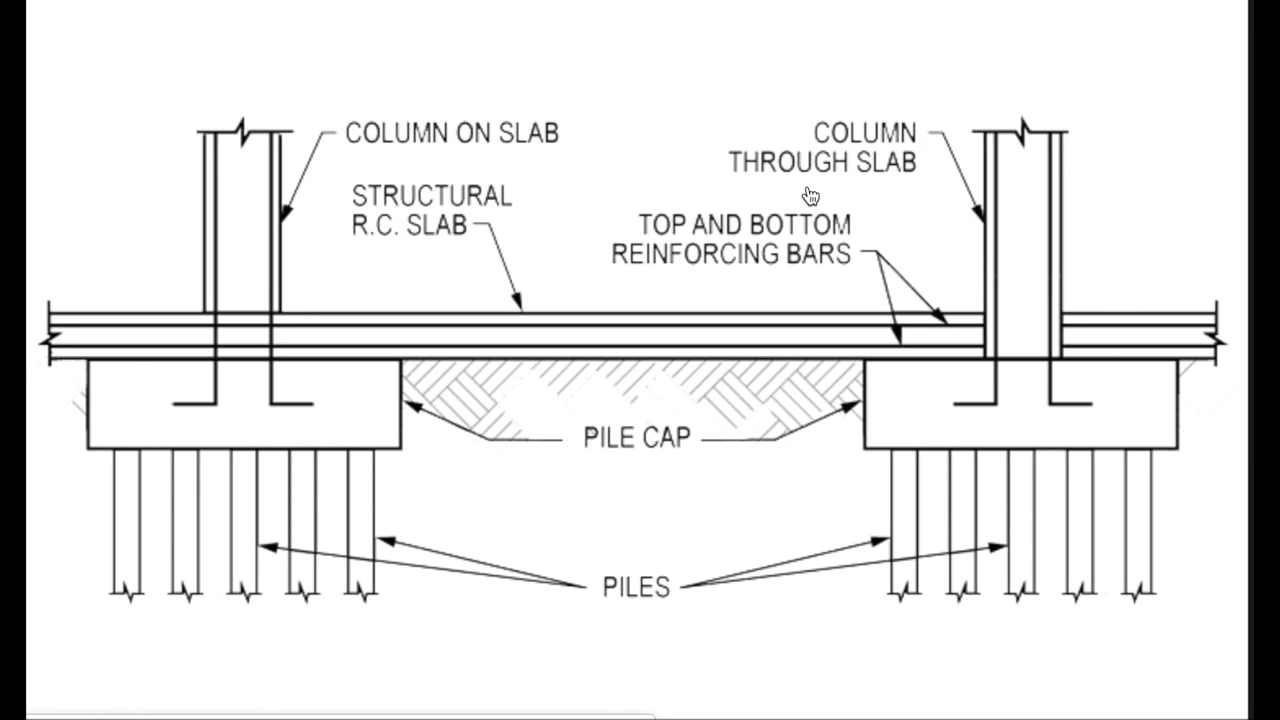 COLUMN ON SLAB
COLUMN
THROUGH SLAB
STRUCTURAL
R.C. SLAB
TOP AND BOTTOM
REINFORCING BARS
PILE CAP
PILES